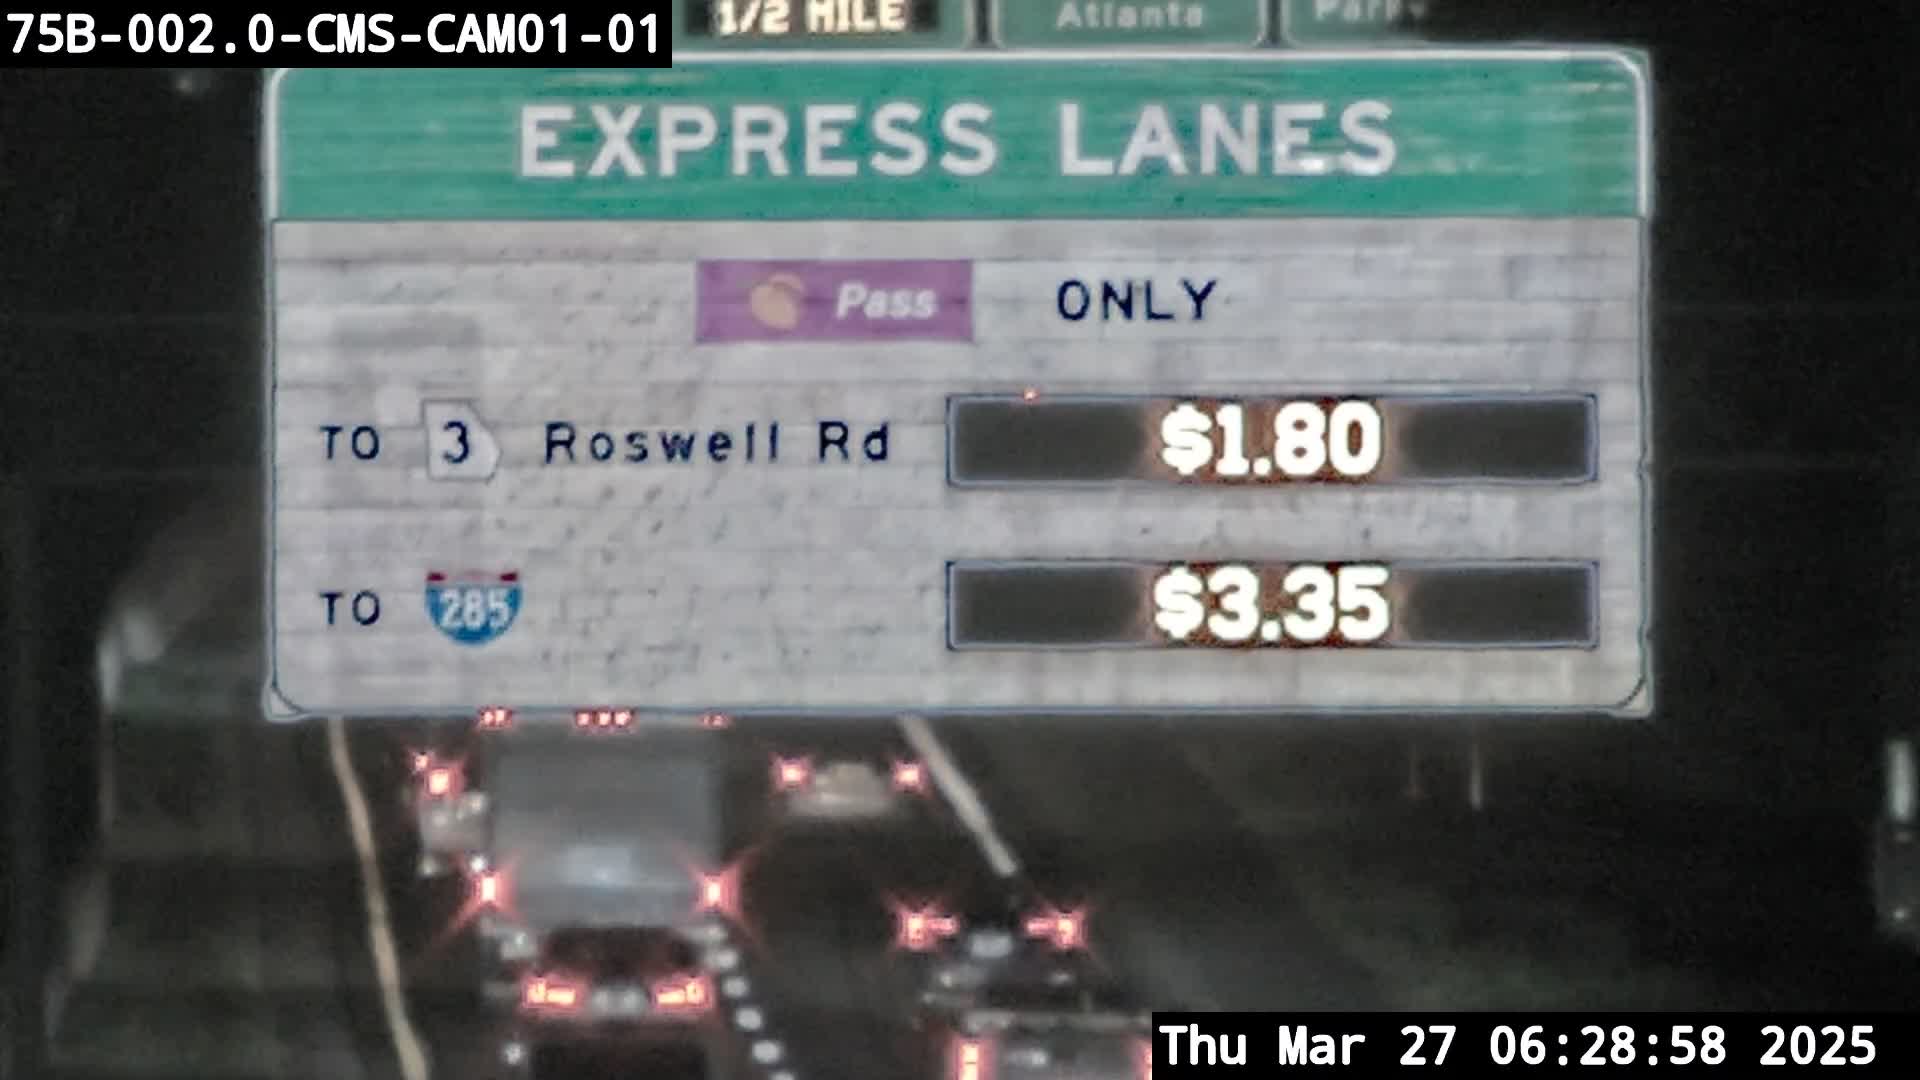 75B-002.0-CMS-CAM01-01
1/2 MILE
Atlanta
EXPRESS LANES
Pass ONLY
TO 3 Roswell Rd $1.80
TO 285 $3.35
Thu Mar 27 06:28:58 2025